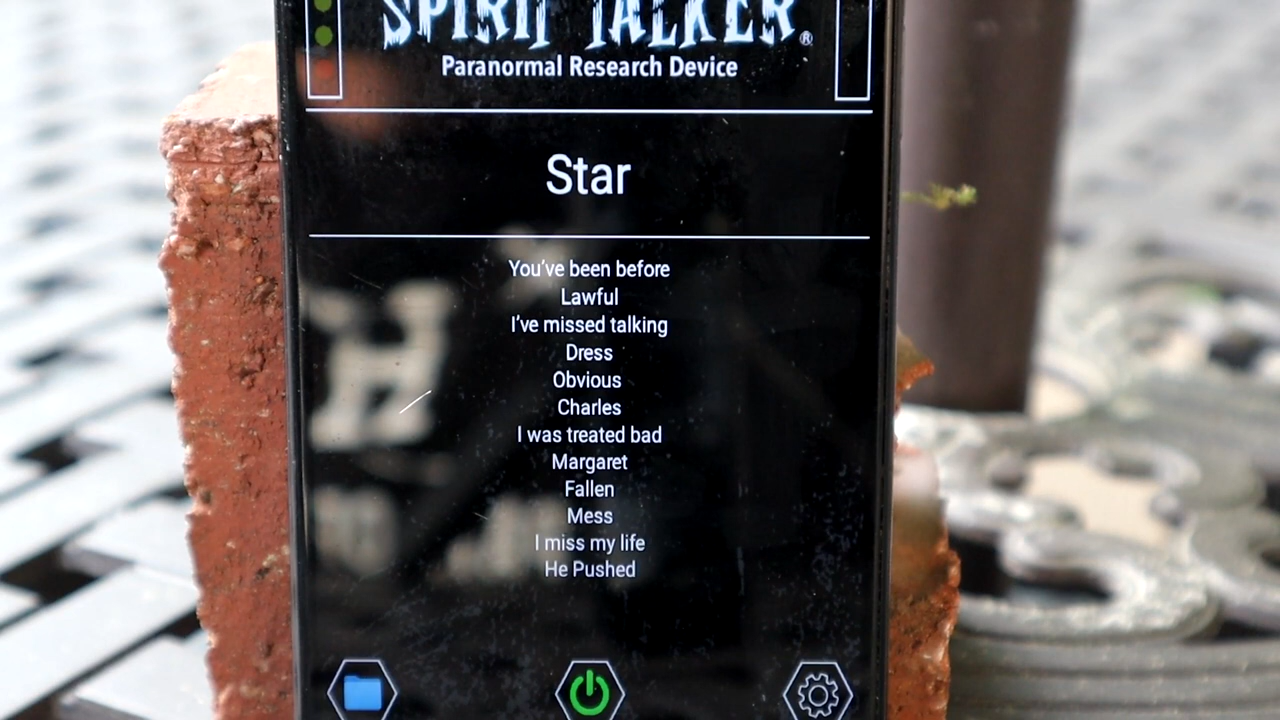 SPIRIT TALKER®
Paranormal Research Device
Star
You've been before
Lawful
I've missed talking
Dress
Obvious
Charles
I was treated bad
Margaret
Fallen
Mess
I miss my life
He Pushed